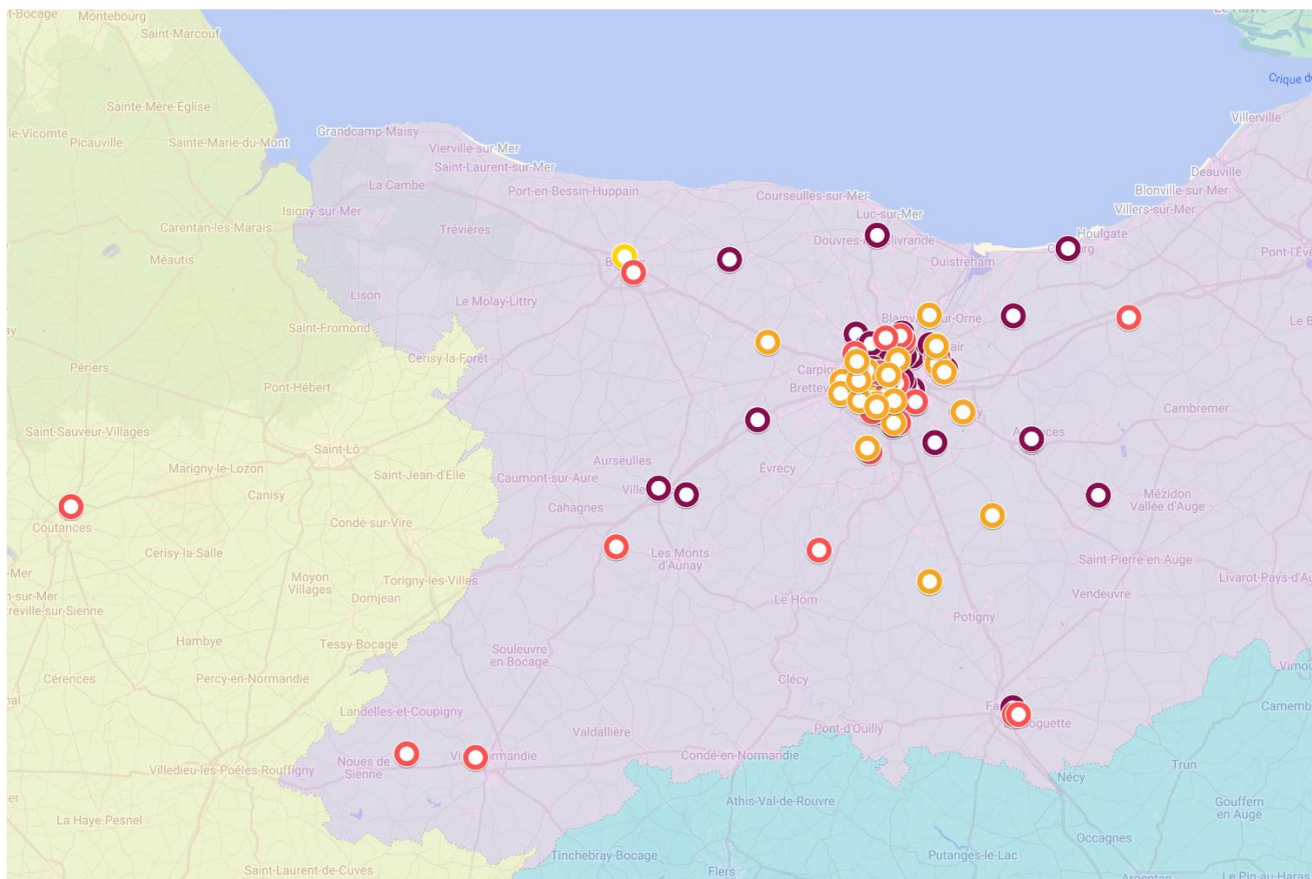 Montebourg
Saint-Marcouf
Sainte-Mère-Église
Picauville
Sainte-Marie-du-Mont
Grandcamp-Maisy
Vierville-sur-Mer
Saint-Laurent-sur-Mer
Port-en-Bessin-Huppain
La Cambe
Isigny-sur-Mer
Trévières
Carentan-les-Marais
Méautis
Lison
Le Molay-Littry
Saint-Fromond
Cerisy-la-Forêt
Périers
Pont-Hébert
Saint-Sauveur-Villages
Marigny-le-Lozon
Saint-Lô
Saint-Jean-d'Elle
Canisy
Condé-sur-Vire
Coutances
Cerisy-la-Salle
Moyon
Villages
Torigny-les-Villes
Domjean
Hambye
Tessy-Bocage
Cérences
Percy-en-Normandie
Landelles-et-Coupigny
Noues de
Sienne
Villedieu-les-Poêles-Rouffigny
La Haye-Pesnel
Saint-Laurent-de-Cuves
Courseulles-sur-Mer
Luc-sur-Mer
Ouistreham
Houlgate
Villers-sur-Mer
Blonville-sur-Mer
Deauville
Villerville
Évrecy
Aurseulles
Caumont-sur-Aure
Cahagnes
Les Monts
d'Aunay
Le Hom
Souleuvre
en Bocage
Clécy
Valdallière
Condé-en-Normandie
Pont-d'Ouilly
Potigny
Cambremer
Mézidon
Vallée d'Auge
Saint-Pierre-en-Auge
Vendeuvre
Nécy
Trun
Gouffern
en Auge
Occagnes
Athis-Val-de-Rouvre
Putanges-le-Lac
Tinchebray-Bocage
Flers
Argentan
Le Pin-au-Haras